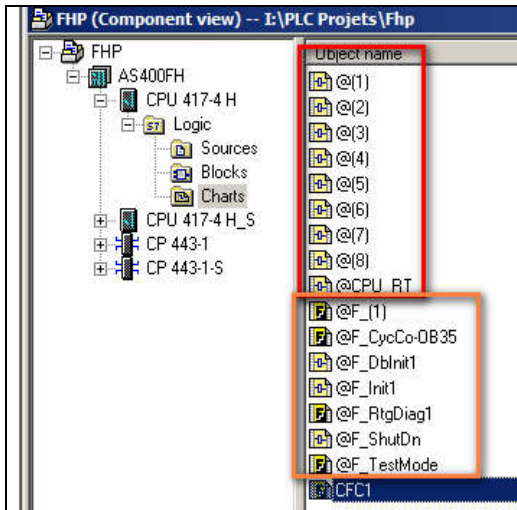 FHP (Component view) -- I:\PLC Projets\Fhp
FHP
AS400FH
CPU 417-4 H
S7 Logic
Sources
Blocks
Charts
CPU 417-4 H_S
CP 443-1
CP 443-1-S
Object name
@(1)
@(2)
@(3)
@(4)
@(5)
@(6)
@(7)
@(8)
@CPU_RT
@F_(1)
@F_CycCo-OB35
@F_DbInit1
@F_Init1
@F_RtgDiag1
@F_ShutDn
@F_TestMode
CFC1